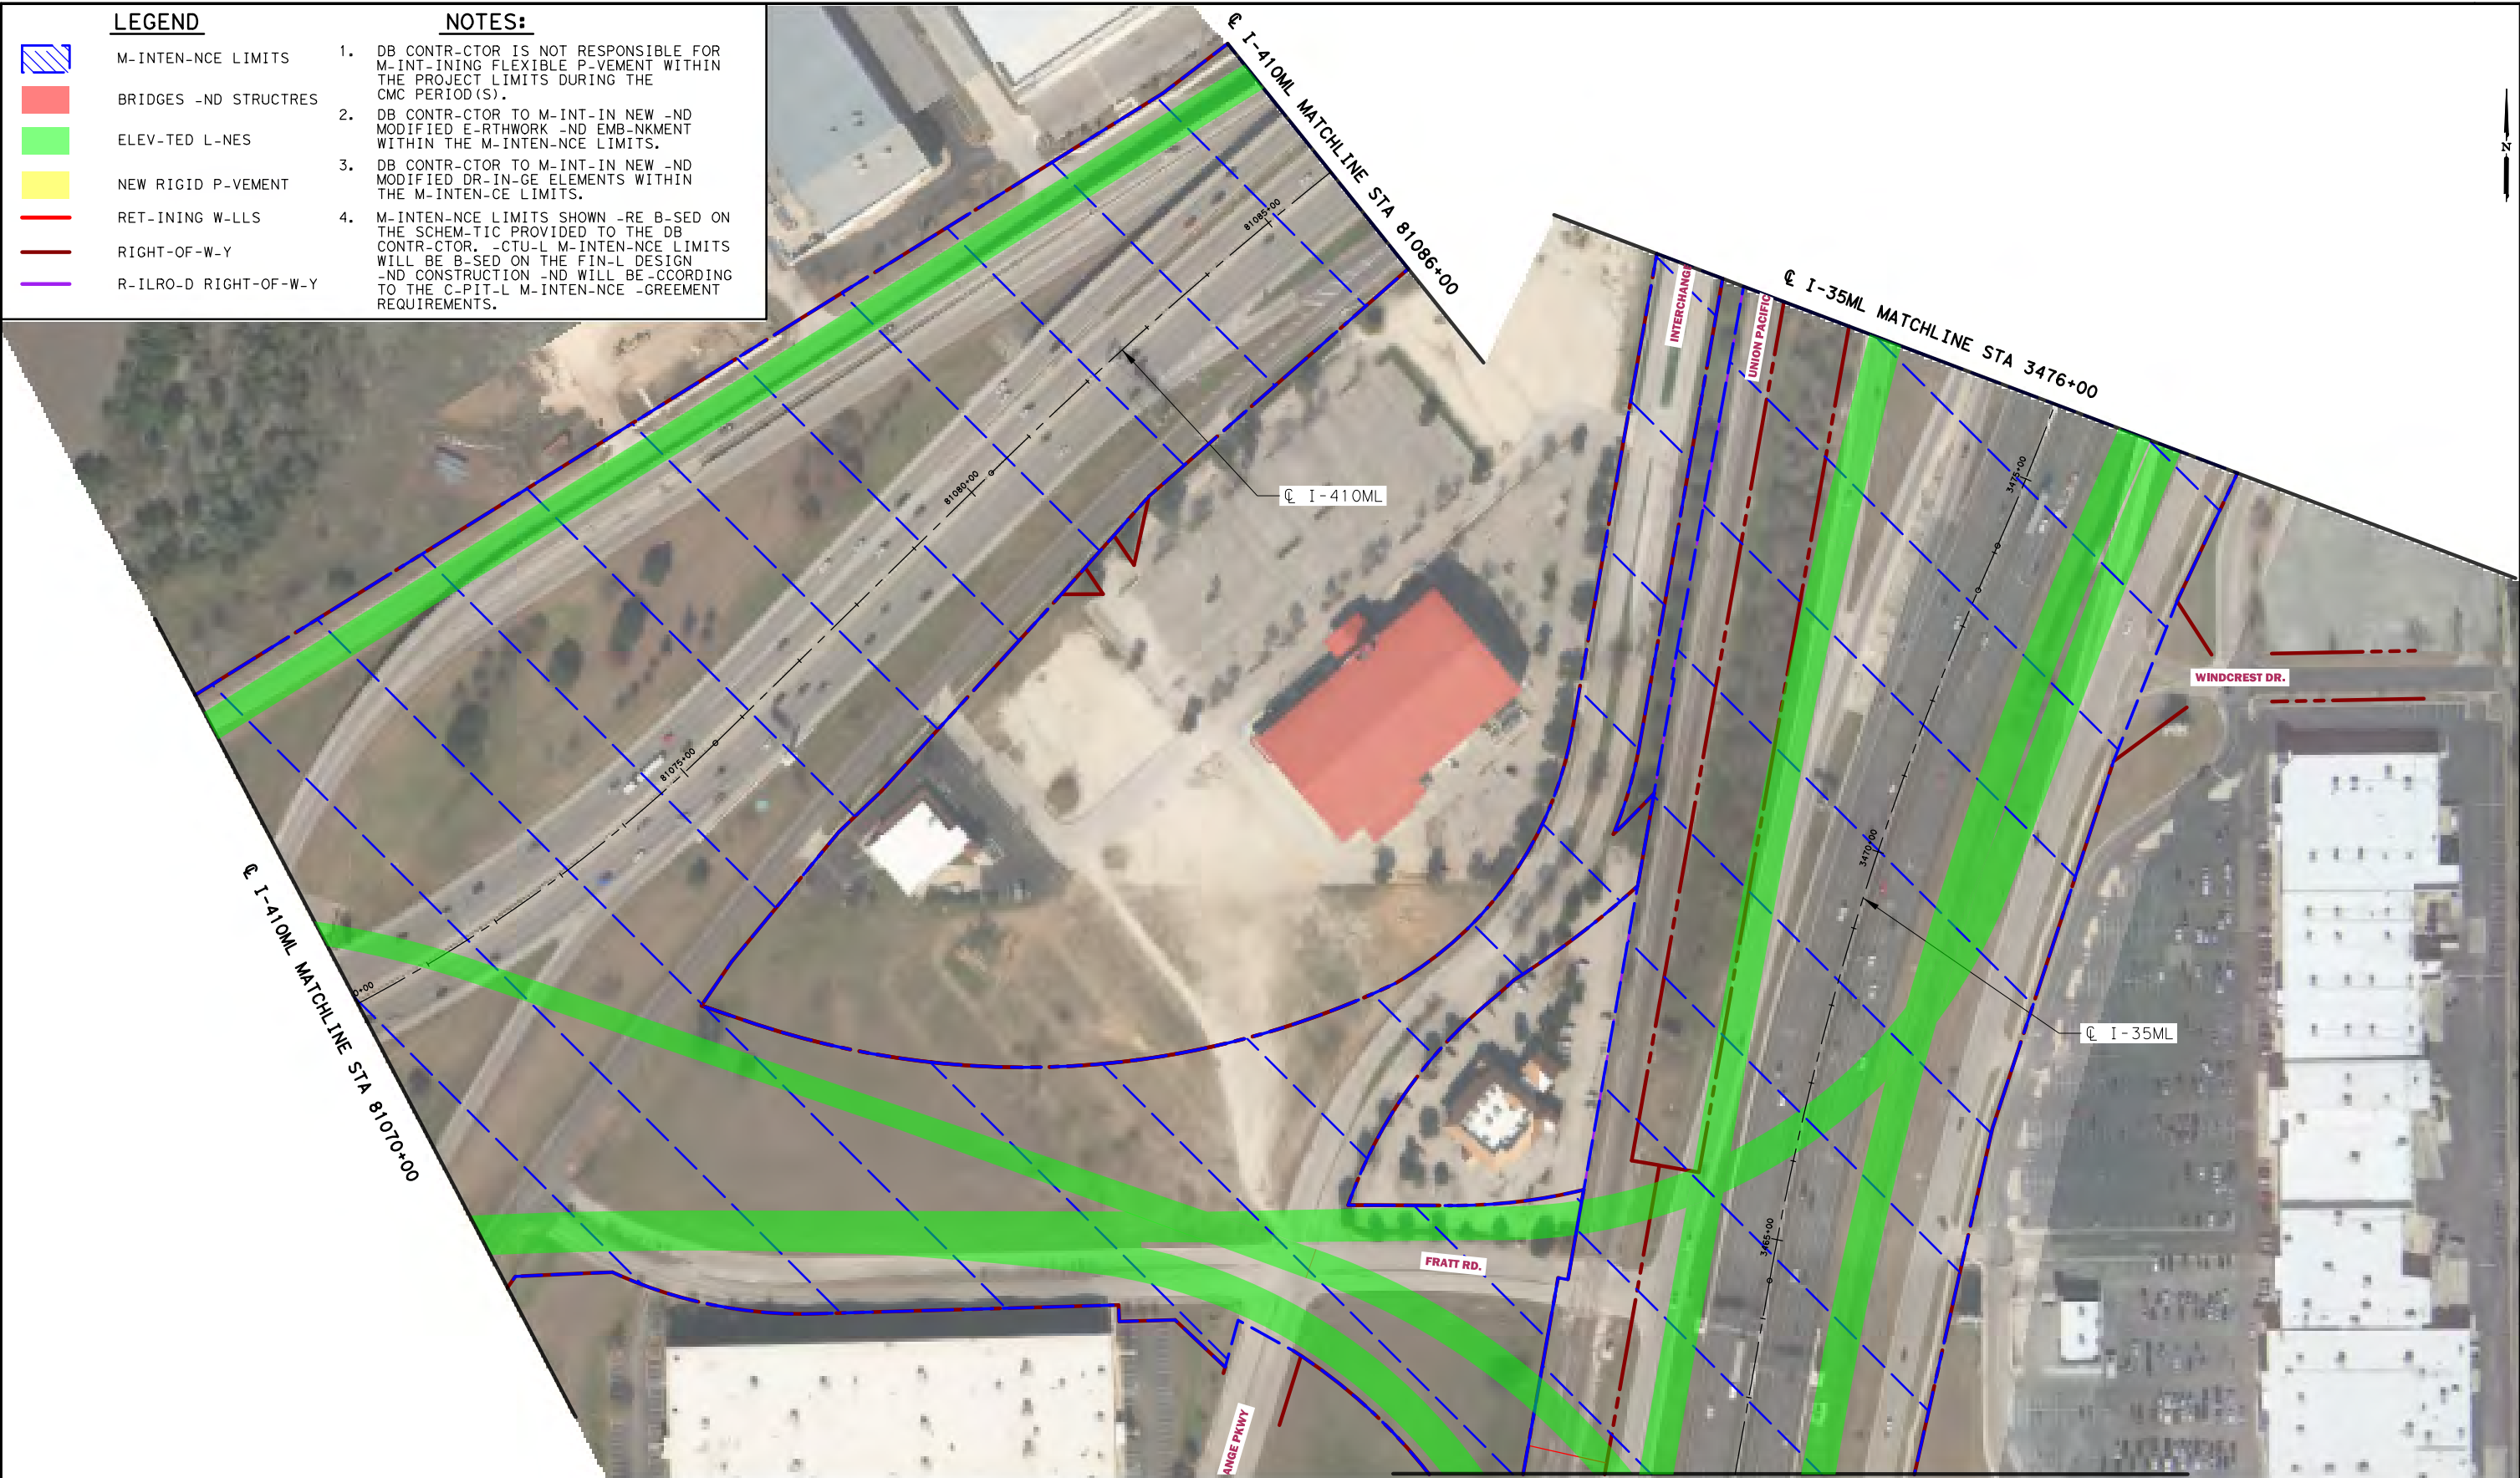 LEGEND
M-INTEN-NCE LIMITS
BRIDGES -ND STRUCTRES
ELEV-TED L-NES
NEW RIGID P-VEMENT
RET-INING W-LLS
RIGHT-OF-W-Y
R-ILRO-D RIGHT-OF-W-Y
NOTES:
1. DB CONTR-CTOR IS NOT RESPONSIBLE FOR
M-INT-INING FLEXIBLE P-VEMENT WITHIN
THE PROJECT LIMITS DURING THE
CMC PERIOD(S).
2. DB CONTR-CTOR TO M-INT-IN NEW -ND
MODIFIED E-RTHWORK -ND EMB-NKMENT
WITHIN THE M-INTEN-NCE LIMITS.
3. DB CONTR-CTOR TO M-INT-IN NEW -ND
MODIFIED DR-IN-GE ELEMENTS WITHIN
THE M-INTEN-CE LIMITS.
4. M-INTEN-NCE LIMITS SHOWN -RE B-SED ON
THE SCHEM-TIC PROVIDED TO THE DB
CONTR-CTOR. -CTU-L M-INTEN-NCE LIMITS
WILL BE B-SED ON THE FIN-L DESIGN
-ND CONSTRUCTION -ND WILL BE-CCORDING
TO THE C-PIT-L M-INTEN-NCE -GREEMENT
REQUIREMENTS.
℄ I-410ML MATCHLINE STA 81086+00
N
81085+00
℄ I-35ML MATCHLINE STA 3476+00
INTERCHANGE
UNION PACIFIC
81080+00
℄ I-410ML
3475+00
WINDCREST DR.
81075+00
3470+00
℄ I-410ML MATCHLINE STA 81070+00
0+00
℄ I-35ML
3465+00
FRATT RD.
ANGE PKWY